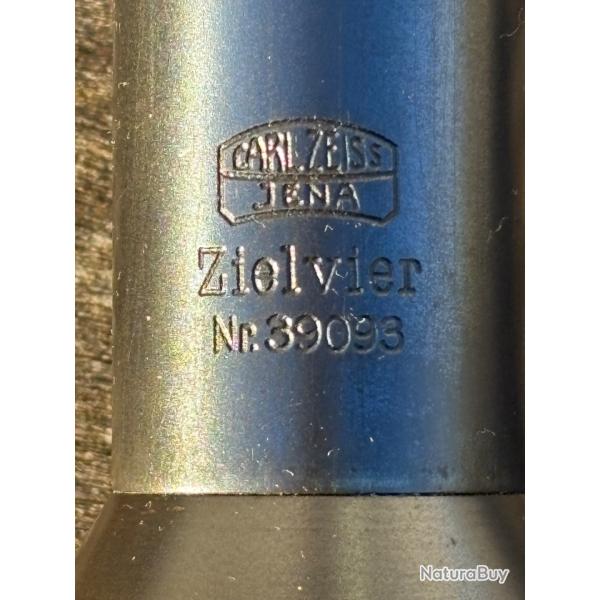 CARL ZEISS
JENA
Zielvier
Nr. 39093
NaturaBuy